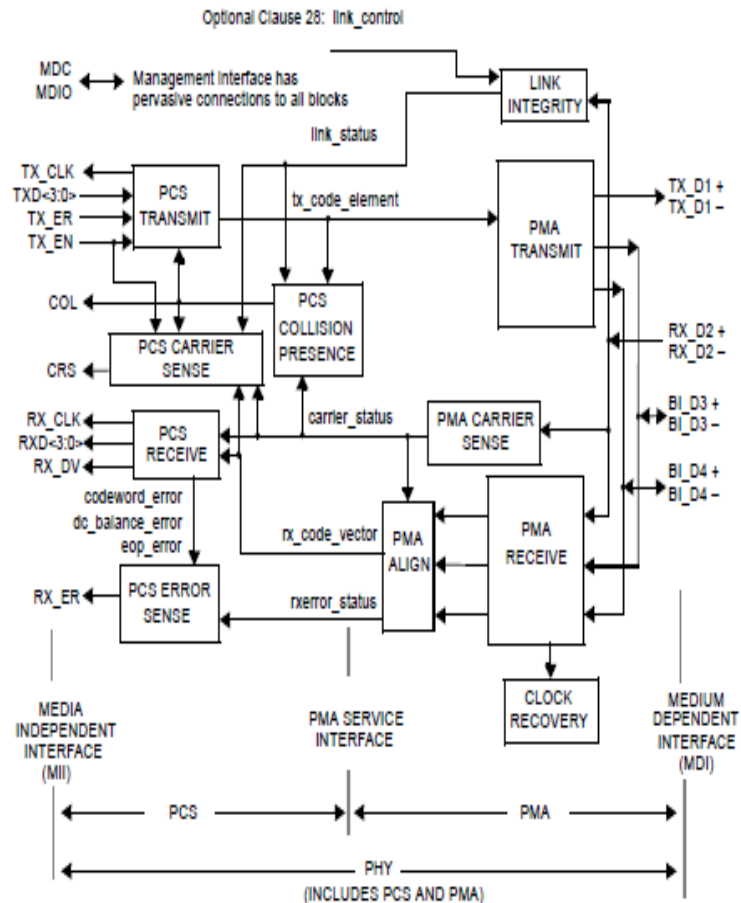 Optional Clause 28: link_control
MDC
MDIO
Management interface has
pervasive connections to all blocks
LINK
INTEGRITY
link_status
TX_CLK
TXD<3:0>
TX_ER
TX_EN
PCS
TRANSMIT
tx_code_element
PMA
TRANSMIT
TX_D1 +
TX_D1 –
COL
PCS
COLLISION
PRESENCE
PCS CARRIER
SENSE
RX_D2 +
RX_D2 –
CRS
RX_CLK
RXD<3:0>
RX_DV
PCS
RECEIVE
carrier_status
PMA CARRIER
SENSE
BI_D3 +
BI_D3 –
BI_D4 +
BI_D4 –
codeword_error
dc_balance_error
eop_error
rx_code_vector
PMA
ALIGN
PMA
RECEIVE
RX_ER
PCS ERROR
SENSE
rxerror_status
CLOCK
RECOVERY
MEDIA
INDEPENDENT
INTERFACE
(MII)
PMA SERVICE
INTERFACE
MEDIUM
DEPENDENT
INTERFACE
(MDI)
PCS
PMA
PHY
(INCLUDES PCS AND PMA)